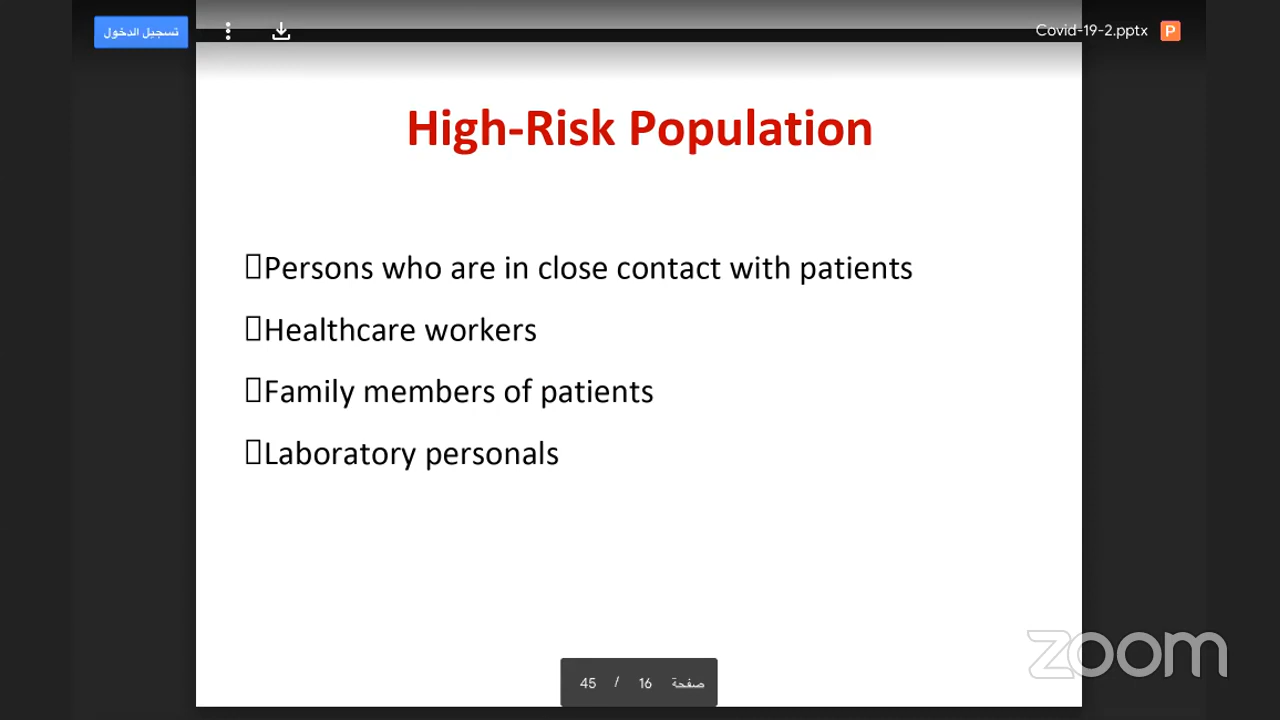 تسجيل الدخول
Covid-19-2.pptx P
High-Risk Population
Persons who are in close contact with patients
Healthcare workers
Family members of patients
Laboratory personals
zoom
صفحة 16 / 45